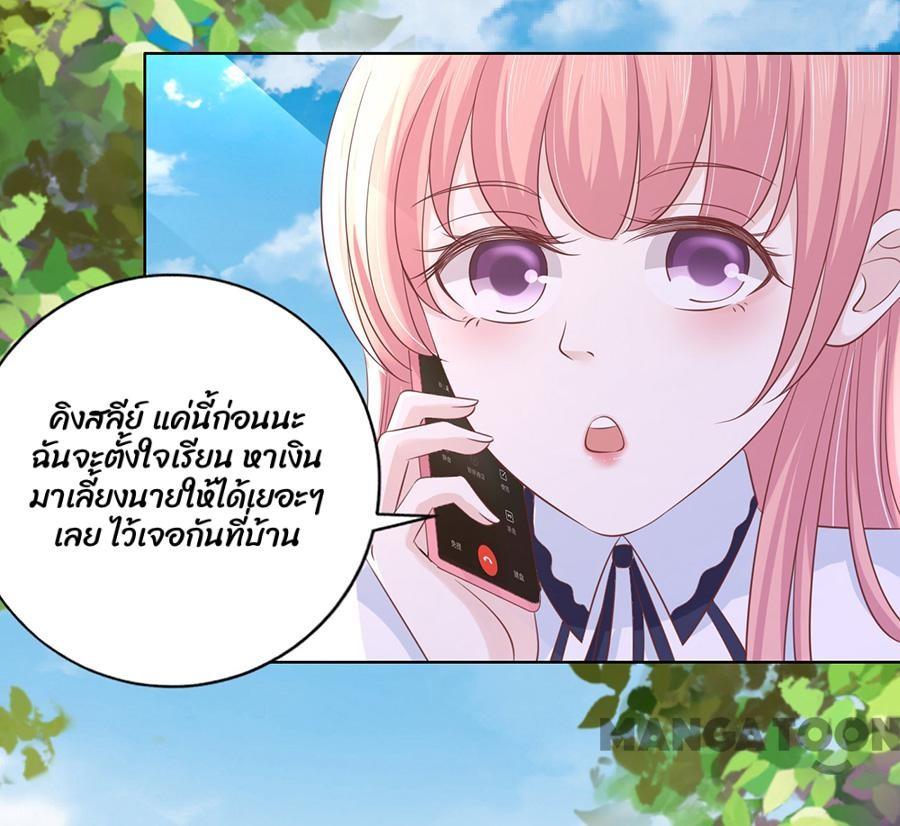 คิงสลีย์ แค่นี้ก่อนนะ
ฉันจะตั้งใจเรียน หาเงิน
มาเลี้ยงนายให้ได้เยอะๆ
เลย ไว้เจอกันที่บ้าน
免提
MANGATOON